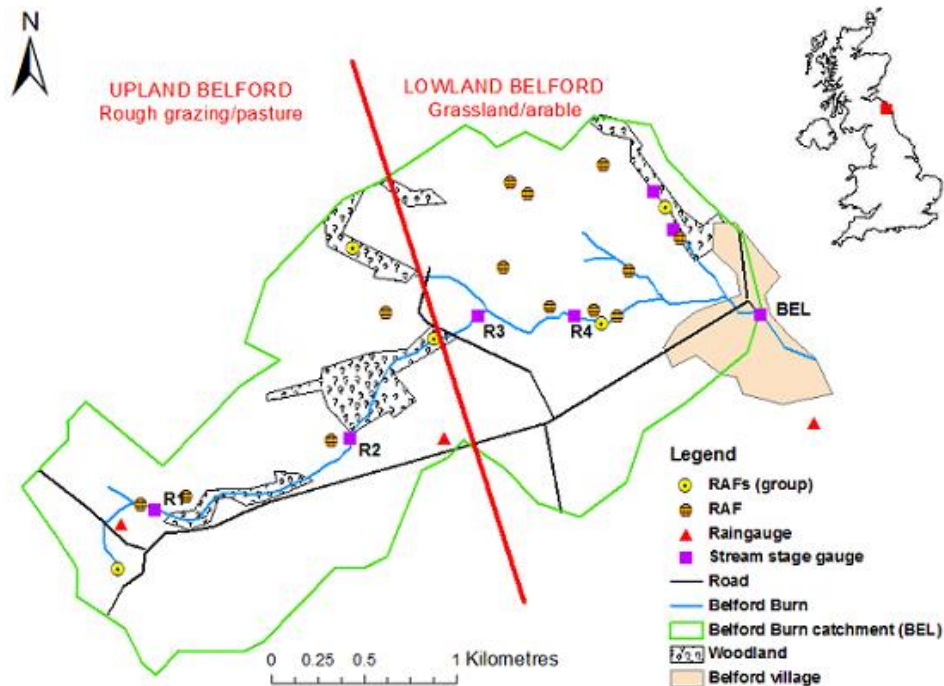 N
UPLAND BELFORD
Rough grazing/pasture
LOWLAND BELFORD
Grassland/arable
R3
R4
BEL
R2
R1
Legend
RAFs (group)
RAF
Raingauge
Stream stage gauge
Road
Belford Burn
Belford Burn catchment (BEL)
Woodland
Belford village
0 0.25 0.5 1 Kilometres